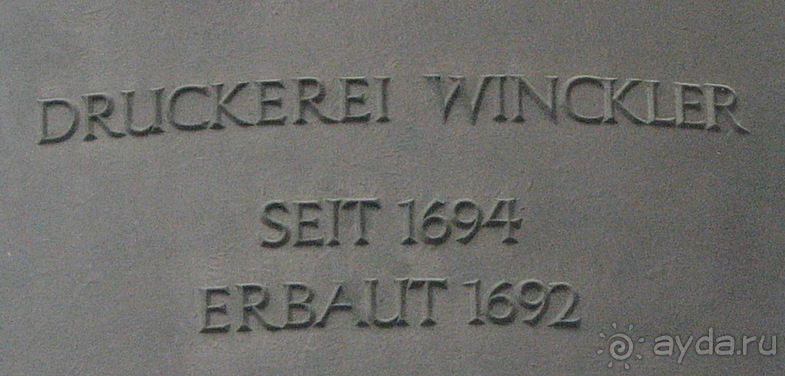 DRUCKEREI WINCKLER
SEIT 1694
ERBAUT 1692
ayda.ru